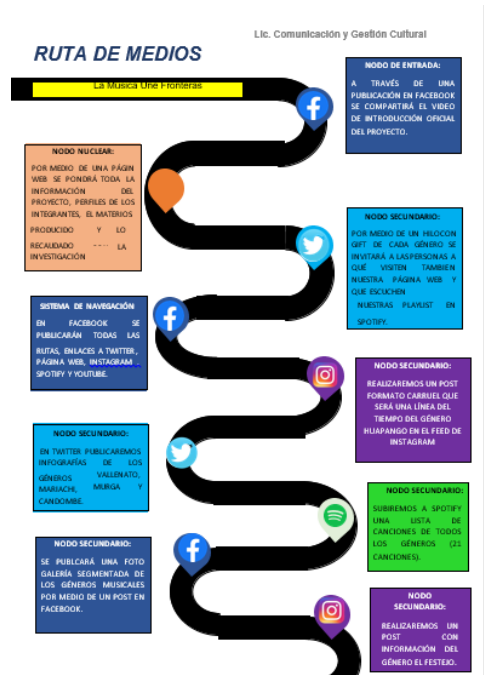 Lic. Comunicación y Gestión Cultural
RUTA DE MEDIOS
La Musica Une Fronteras
NODO DE ENTRADA:
A TRAVÉS DE UNA
PUBLICACIÓN EN FACEBOOK
SE COMPARTIRÁ EL VIDEO
DE INTRODUCCIÓN OFICIAL
DEL PROYECTO.
NODO NUCLEAR:
POR MEDIO DE UNA PÁGIN
WEB SE PONDRÁ TODA LA
INFORMACIÓN DEL
PROYECTO, PERFILES DE LOS
INTEGRANTES, EL MATERIOS
PRODUCIDO Y LO
RECAUDADO LA
INVESTIGACIÓN
NODO SECUNDARIO:
POR MEDIO DE UN HILOCON
GIFT DE CADA GÉNERO SE
INVITARÁ A LASPERSONAS A
QUÉ VISITEN TAMBIEN
NUESTRA PÁGINA WEB Y
QUE ESCUCHEN
NUESTRAS PLAYLIST EN
SPOTIFY.
SISTEMA DE NAVEGACIÓN
EN FACEBOOK SE
PUBLICARÁN TODAS LAS
RUTAS, ENLACES A TWITTER,
PÁGINA WEB, INSTAGRAM,
SPOTIFY Y YOUTUBE.
NODO SECUNDARIO:
REALIZAREMOS UN POST
FORMATO CARRUEL QUE
SERÁ UNA LÍNEA DEL
TIEMPO DEL GÉNERO
HUAPANGO EN EL FEED DE
INSTAGRAM
NODO SECUNDARIO:
EN TWITTER PUBLICAREMOS
INFOGRAFÍAS DE LOS
GÉNEROS VALLENATO,
MARIACHI, MURGA Y
CANDOMBE.
NODO SECUNDARIO:
SUBIREMOS A SPOTIFY
UNA LISTA DE
CANCIONES DE TODOS
LOS GÉNEROS (21
CANCIONES).
NODO SECUNDARIO:
SE PUBLCARÁ UNA FOTO
GALERÍA SEGMENTADA DE
LOS GÉNEROS MUSICALES
POR MEDIO DE UN POST EN
FACEBOOK.
NODO
SECUNDARIO:
REALIZAREMOS UN
POST CON
INFORMACIÓN DEL
GÉNERO EL FESTEJO.